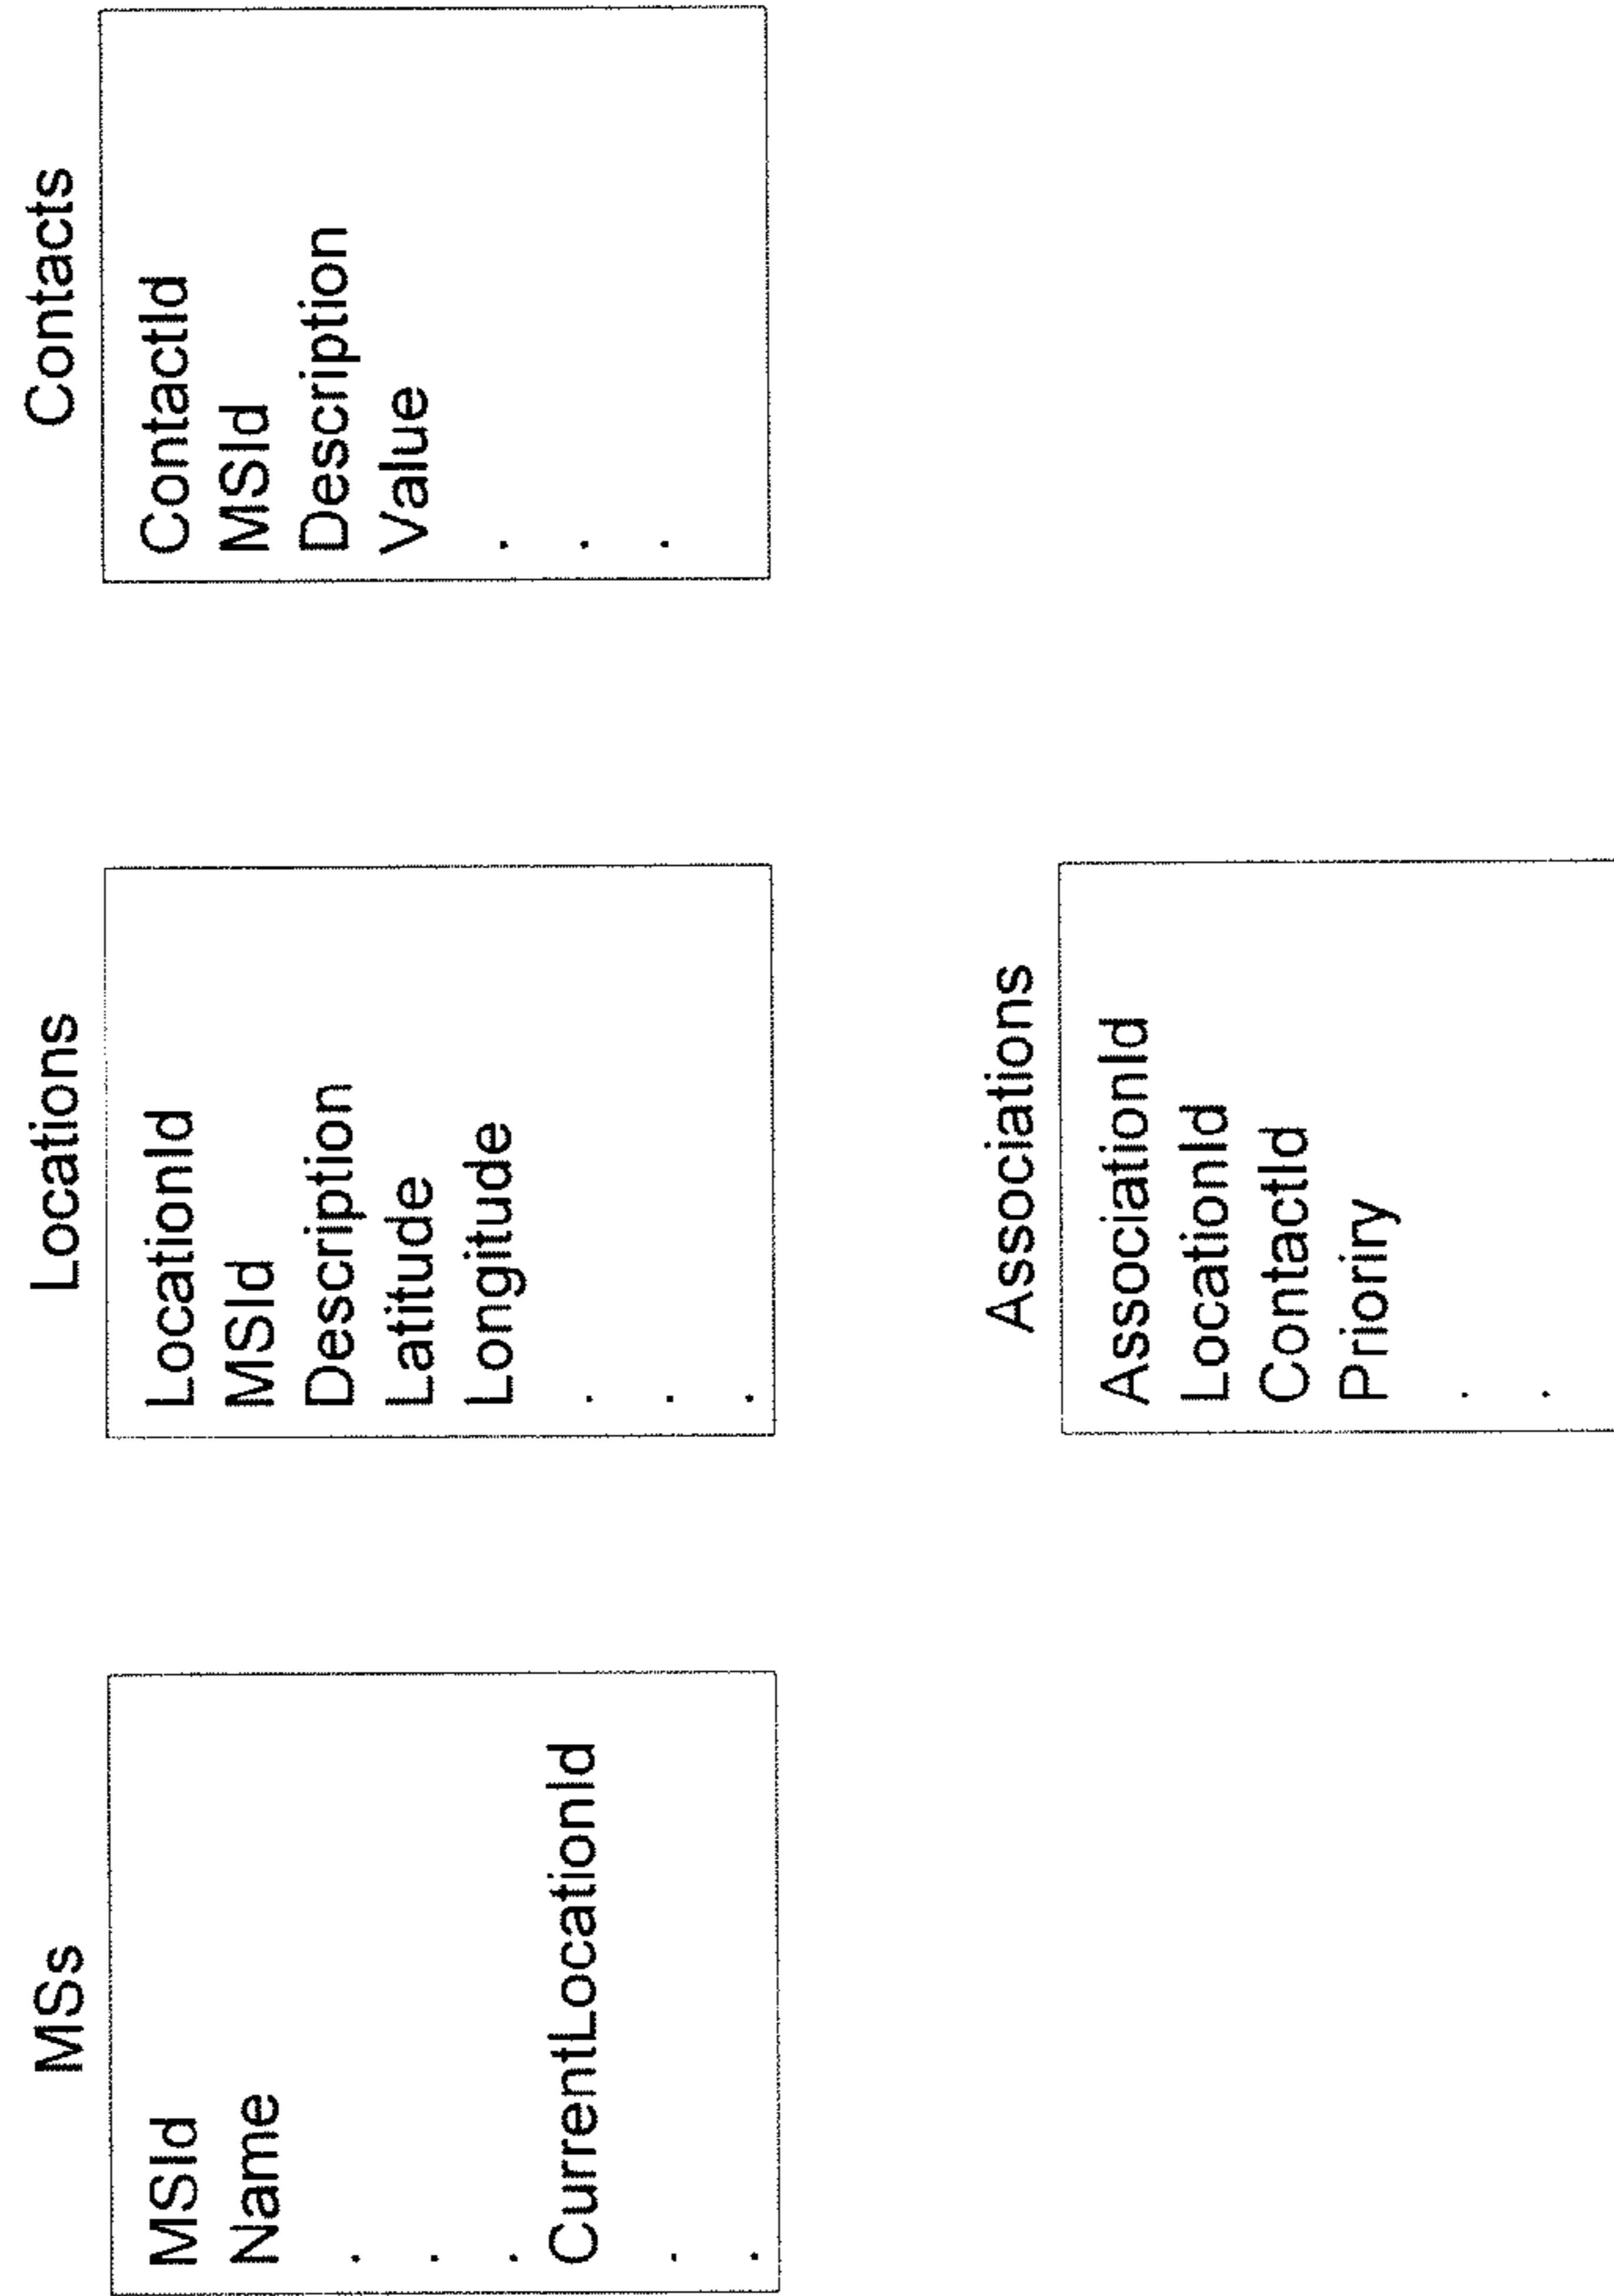 MSs
MSId
Name
.
.
.
CurrentLocationId
.
.
Locations
LocationId
MSId
Description
Latitude
Longitude
.
.
.
Contacts
ContactId
MSId
Description
Value
.
.
.
Associations
AssociationId
LocationId
ContactId
Prioriry
.
.